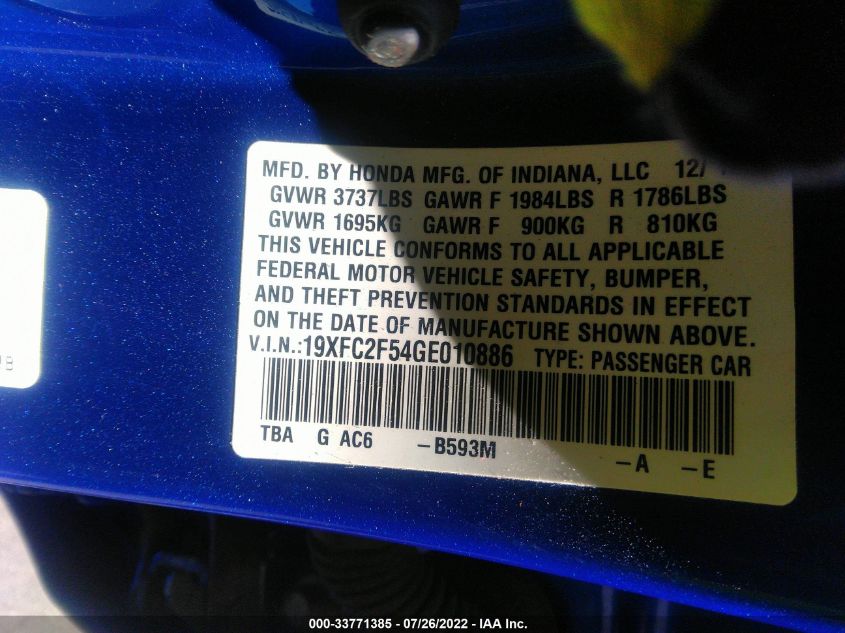 MFD. BY HONDA MFG. OF INDIANA, LLC 12/
GVWR 3737LBS GAWR F 1984LBS R 1786LBS
GVWR 1695KG GAWR F 900KG R 810KG
THIS VEHICLE CONFORMS TO ALL APPLICABLE
FEDERAL MOTOR VEHICLE SAFETY, BUMPER,
AND THEFT PREVENTION STANDARDS IN EFFECT
ON THE DATE OF MANUFACTURE SHOWN ABOVE.
V.I.N.:19XFC2F54GE010886 TYPE: PASSENGER CAR
TBA G AC6 –B593M
–A –E
000-33771385 - 07/26/2022 - IAA Inc.